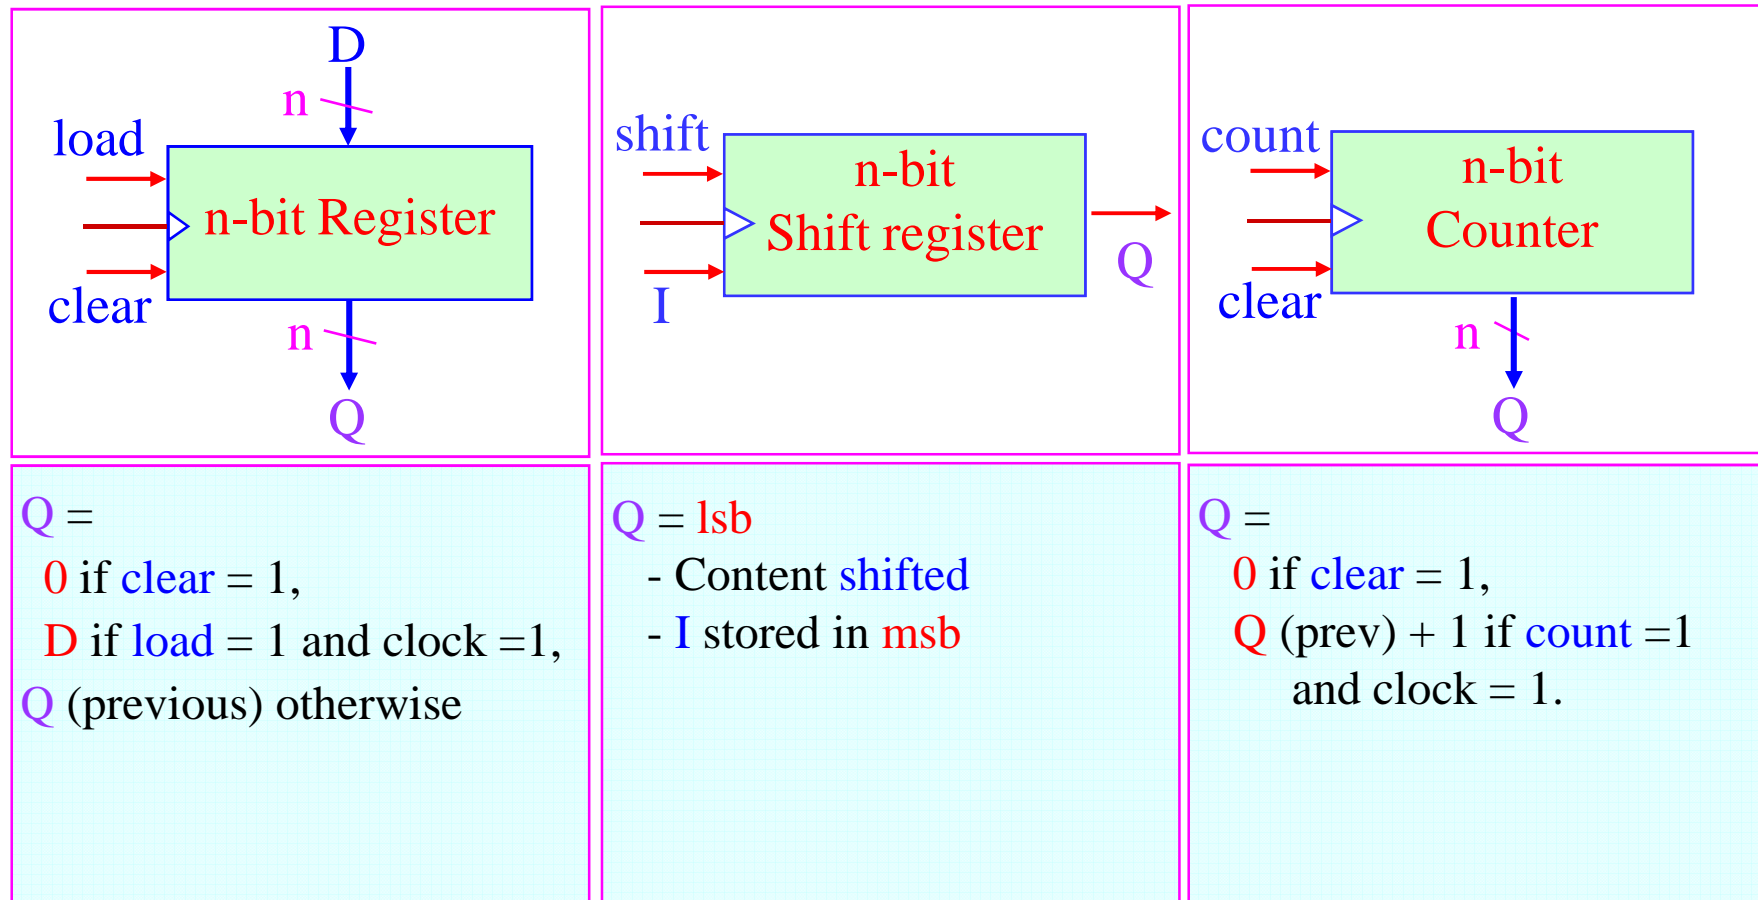 D
n
load
n-bit Register
clear
n
Q
shift
n-bit
Shift register
I
Q
count
n-bit
Counter
clear
n
Q
Q =
0 if clear = 1,
D if load = 1 and clock =1,
Q (previous) otherwise
Q = lsb
- Content shifted
- I stored in msb
Q =
0 if clear = 1,
Q (prev) + 1 if count =1
and clock = 1.